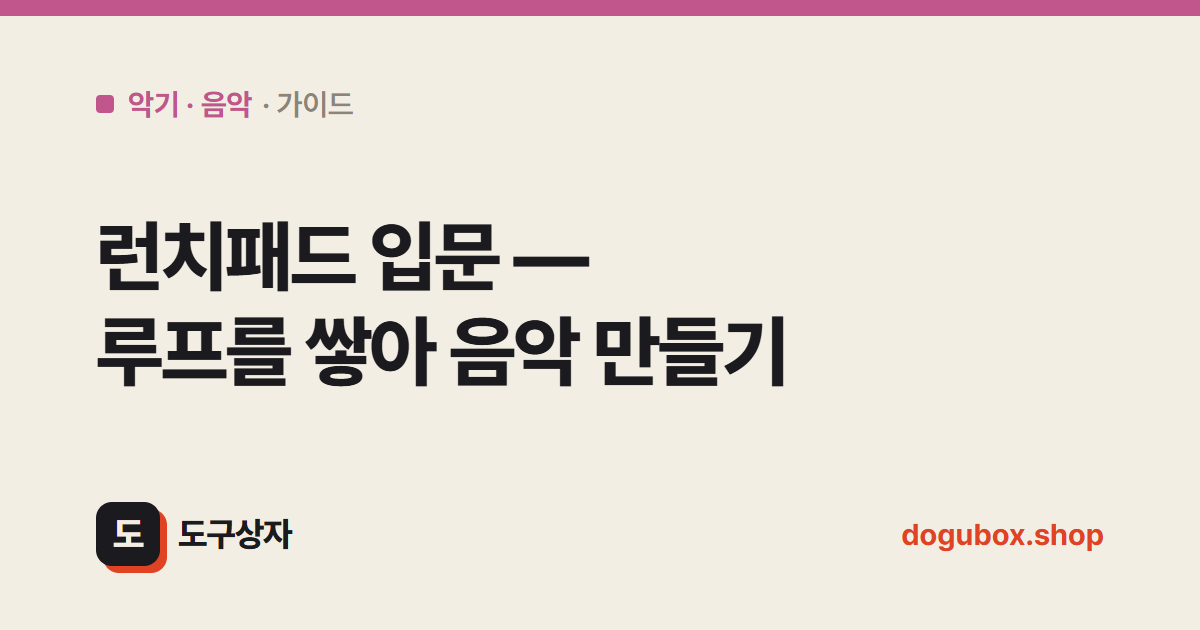 악기 · 음악 · 가이드
런치패드 입문 —
루프를 쌓아 음악 만들기
도 도구상자
dogubox.shop